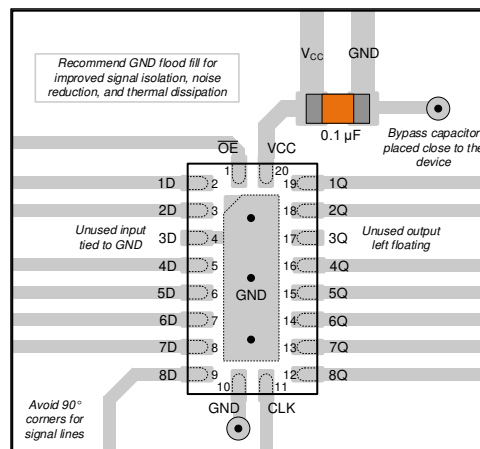 Recommend GND flood fill for
improved signal isolation, noise
reduction, and thermal dissipation
VCC GND
0.1 µF
Bypass capacitor
placed close to the
device
OE VCC
1 20
1D 2 19 1Q
2D 3 18 2Q
Unused input
tied to GND
3D 4 17 3Q
Unused output
left floating
4D 5 16 4Q
5D 6 GND 15 5Q
6D 7 14 6Q
7D 8 13 7Q
8D 9 12 8Q
10 11
GND CLK
Avoid 90°
corners for
signal lines